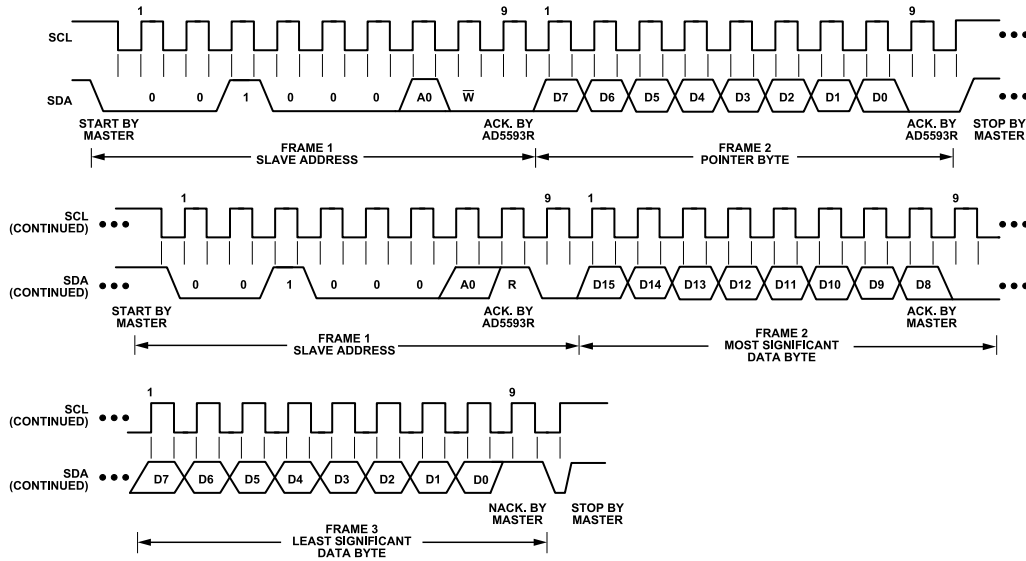 1 9 1 9
SCL
SDA 0 0 1 0 0 0 A0 W̅ D7 D6 D5 D4 D3 D2 D1 D0
START BY MASTER
ACK. BY AD5593R
ACK. BY AD5593R
STOP BY MASTER
FRAME 1
SLAVE ADDRESS
FRAME 2
POINTER BYTE
1 9 1 9
SCL
(CONTINUED)
SDA
(CONTINUED)
0 0 1 0 0 0 A0 R D15 D14 D13 D12 D11 D10 D9 D8
START BY
MASTER
ACK. BY
AD5593R
ACK. BY
MASTER
FRAME 1
SLAVE ADDRESS
FRAME 2
MOST SIGNIFICANT
DATA BYTE
1 9
SCL
(CONTINUED)
SDA
(CONTINUED)
D7 D6 D5 D4 D3 D2 D1 D0
NACK. BY
MASTER
STOP BY
MASTER
FRAME 3
LEAST SIGNIFICANT
DATA BYTE